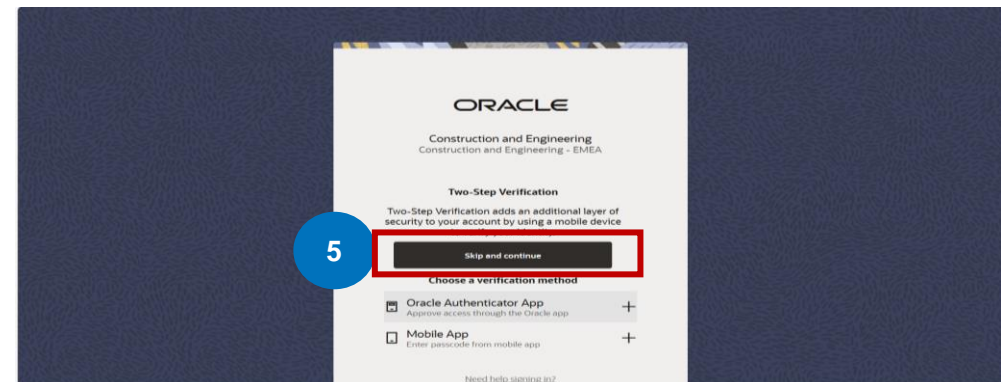 ORACLE
Construction and Engineering
Construction and Engineering - EMEA
Two-Step Verification
Two-Step Verification adds an additional layer of
security to your account by using a mobile device
5
Skip and continue
Choose a verification method
Oracle Authenticator App
Approve access through the Oracle app
Mobile App
Enter passcode from mobile app
Need help signing in?